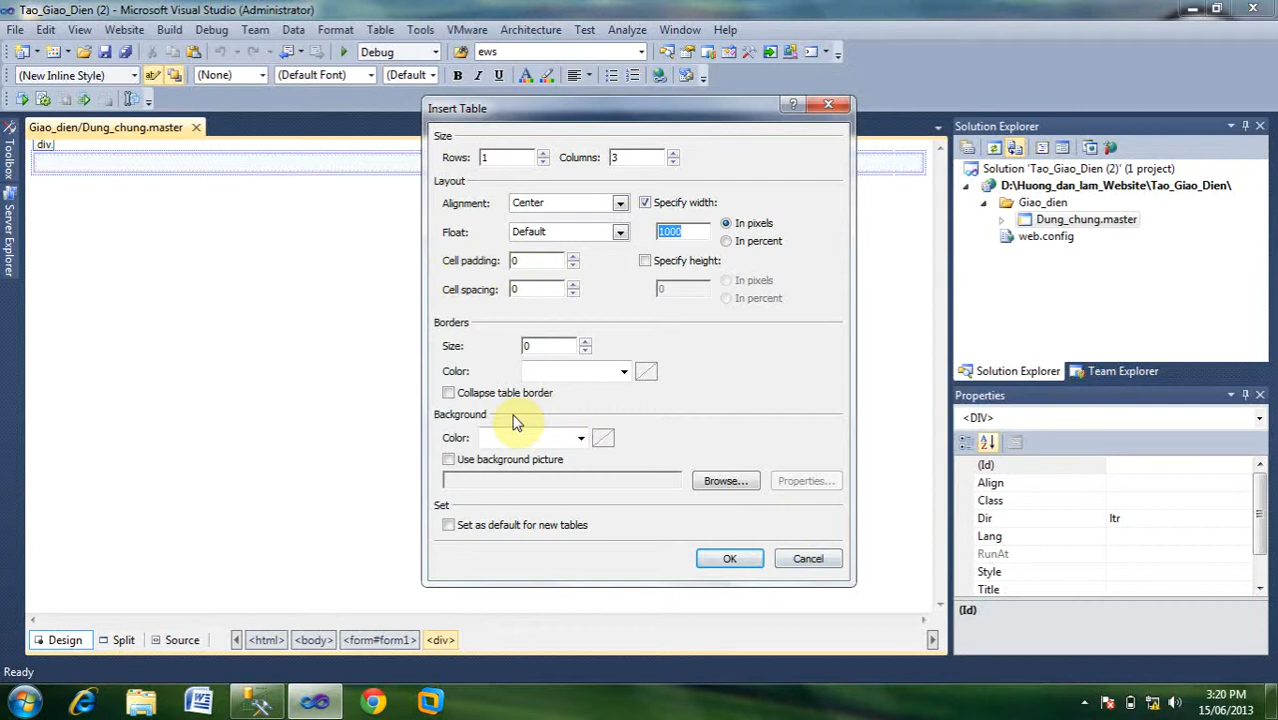 Tao_Giao_Dien (2) - Microsoft Visual Studio (Administrator)
File Edit View Website Build Debug Team Data Format Table Tools VMware Architecture Test Analyze Window Help
Debug ews
(New Inline Style) (None) (Default Font) (Default B I U A
Giao_dien/Dung_chung.master
div
Toolbox
Server Explorer
Insert Table
Size
Rows: 1 Columns: 3
Layout
Alignment: Center Specify width:
1000 In pixels
Float: Default In percent
Cell padding: 0 Specify height:
Cell spacing: 0 0 In pixels
In percent
Borders
Size: 0
Color:
Collapse table border
Background
Color:
Use background picture
Browse... Properties...
Set
Set as default for new tables
OK Cancel
Solution Explorer
Solution 'Tao_Giao_Dien (2)' (1 project)
D:\Huong_dan_lam_Website\Tao_Giao_Dien\
Giao_dien
Dung_chung.master
web.config
Solution Explorer Team Explorer
Properties
<DIV>
(Id)
Align
Class
Dir ltr
Lang
RunAt
Style
Title
(Id)
Design Split Source <html> <body> <form#form1> <div>
Ready
3:20 PM
15/06/2013